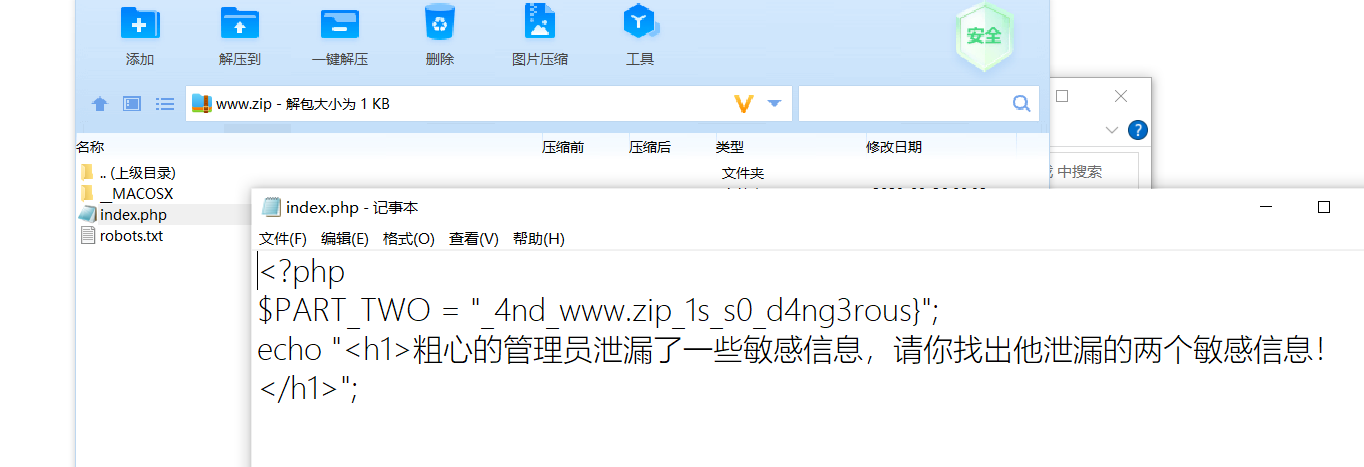 添加 解压到 一键解压 删除 图片压缩 工具 安全
www.zip - 解包大小为 1 KB
名称 压缩前 压缩后 类型 修改日期
.. (上级目录) 文件夹
中搜索
__MACOSX
index.php
robots.txt
index.php - 记事本
文件(F) 编辑(E) 格式(O) 查看(V) 帮助(H)
<?php
$PART_TWO = "_4nd_www.zip_1s_s0_d4ng3rous}";
echo "<h1>粗心的管理员泄漏了一些敏感信息，请你找出他泄漏的两个敏感信息！
</h1>";